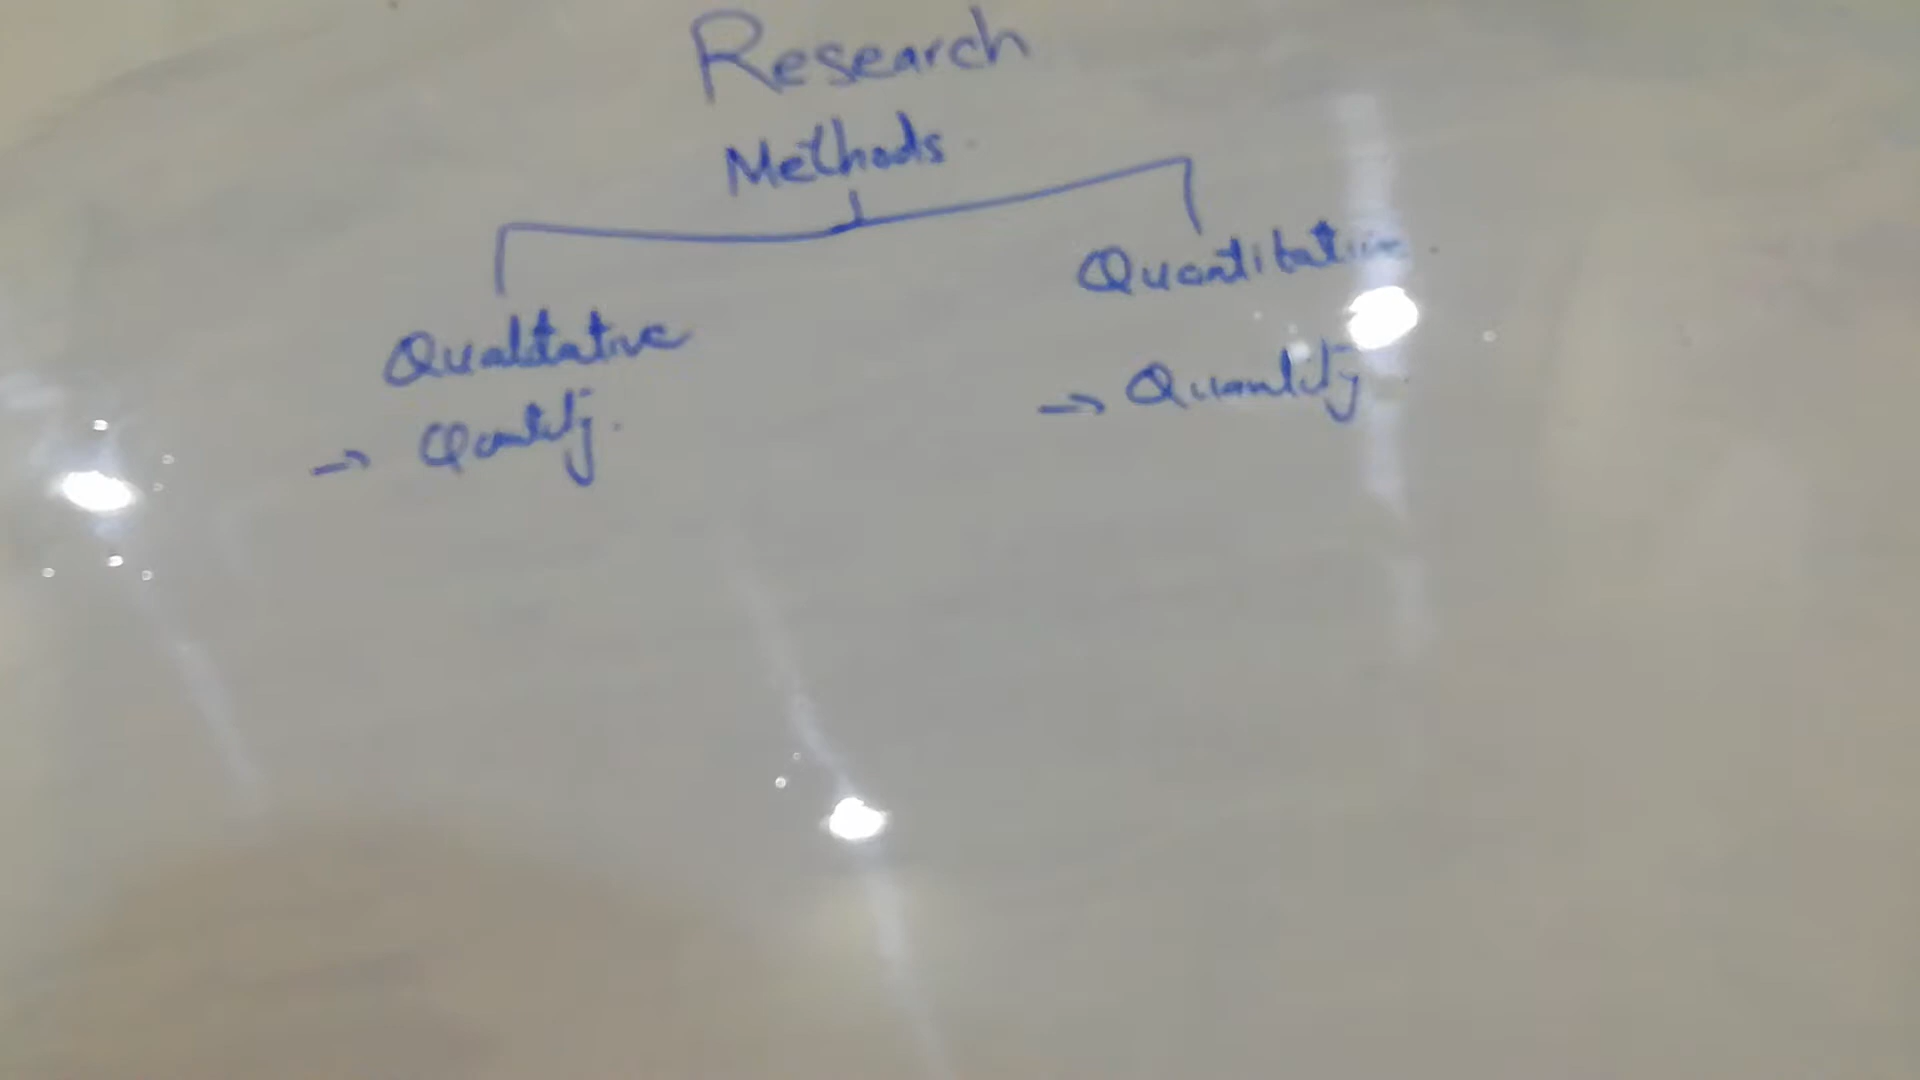 Research
Methods
Qualitative
Quantitative
→ Quality
→ Quantity